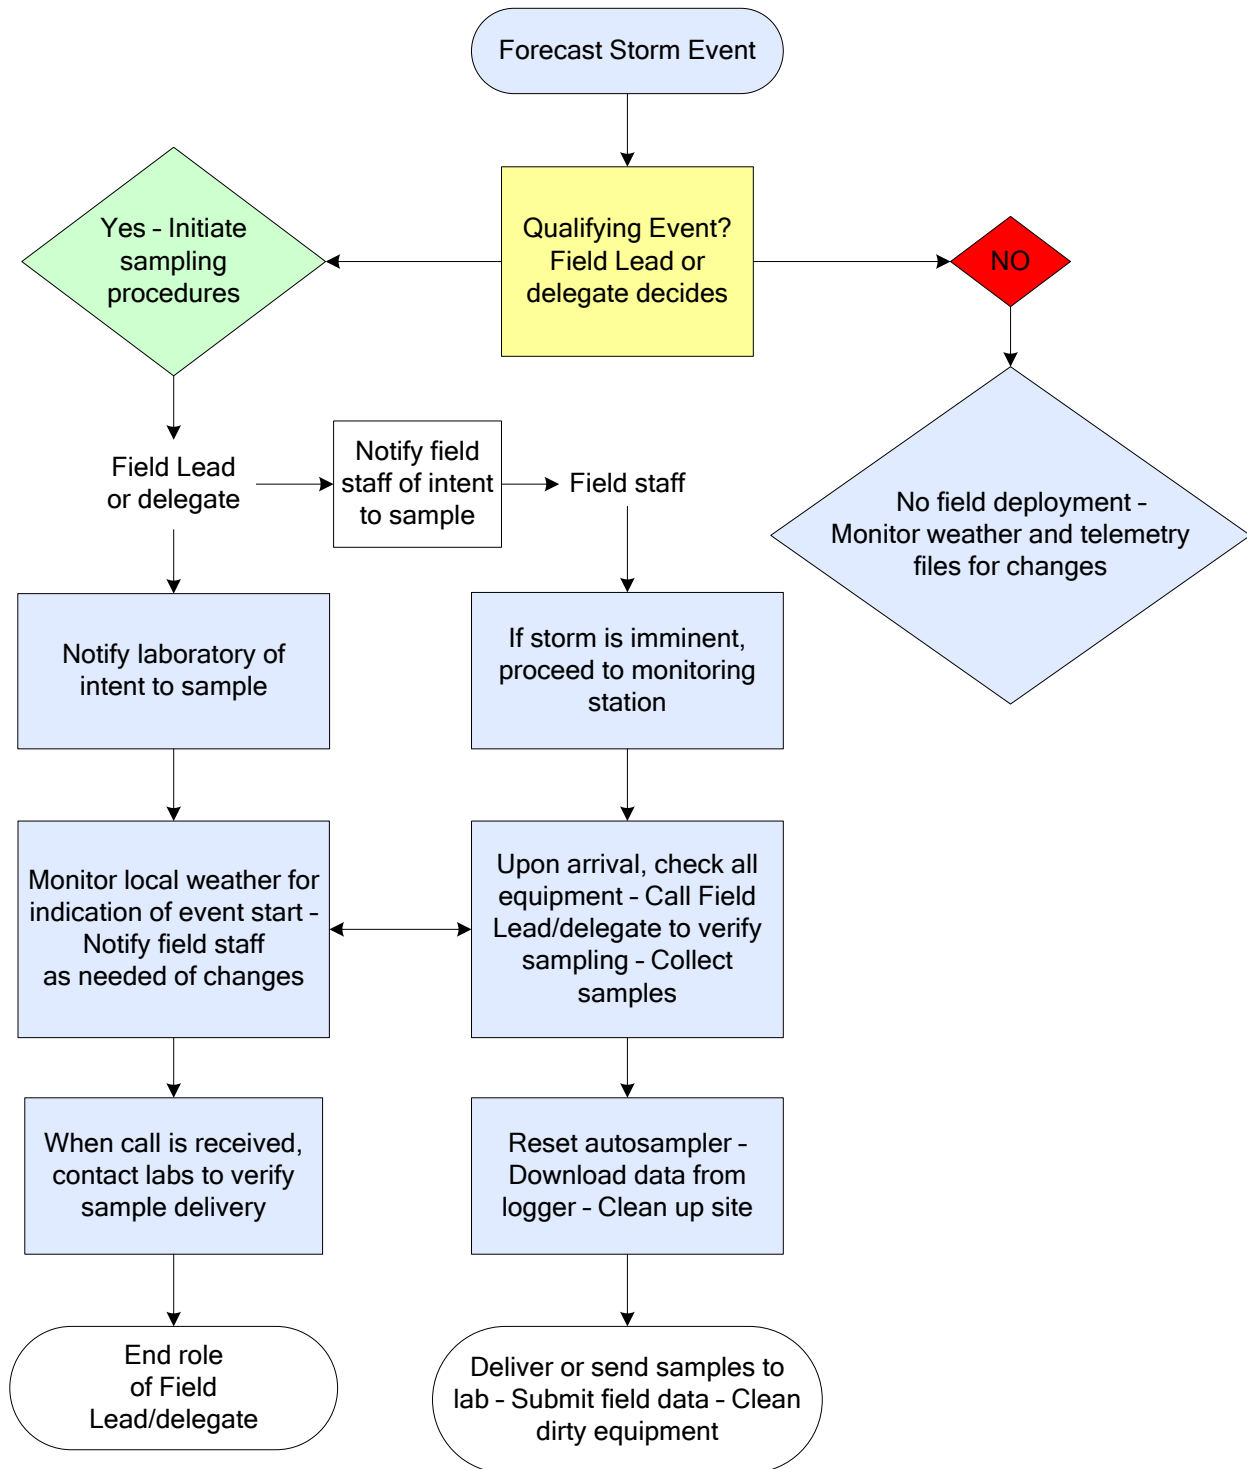 Forecast Storm Event
Yes – Initiate
sampling
procedures
Qualifying Event?
Field Lead or
delegate decides
NO
Field Lead
or delegate
Notify field
staff of intent
to sample
Field staff
No field deployment –
Monitor weather and telemetry
files for changes
Notify laboratory of
intent to sample
If storm is imminent,
proceed to monitoring
station
Monitor local weather for
indication of event start –
Notify field staff
as needed of changes
Upon arrival, check all
equipment – Call Field
Lead/delegate to verify
sampling – Collect
samples
When call is received,
contact labs to verify
sample delivery
Reset autosampler –
Download data from
logger – Clean up site
End role
of Field
Lead/delegate
Deliver or send samples to
lab – Submit field data – Clean
dirty equipment